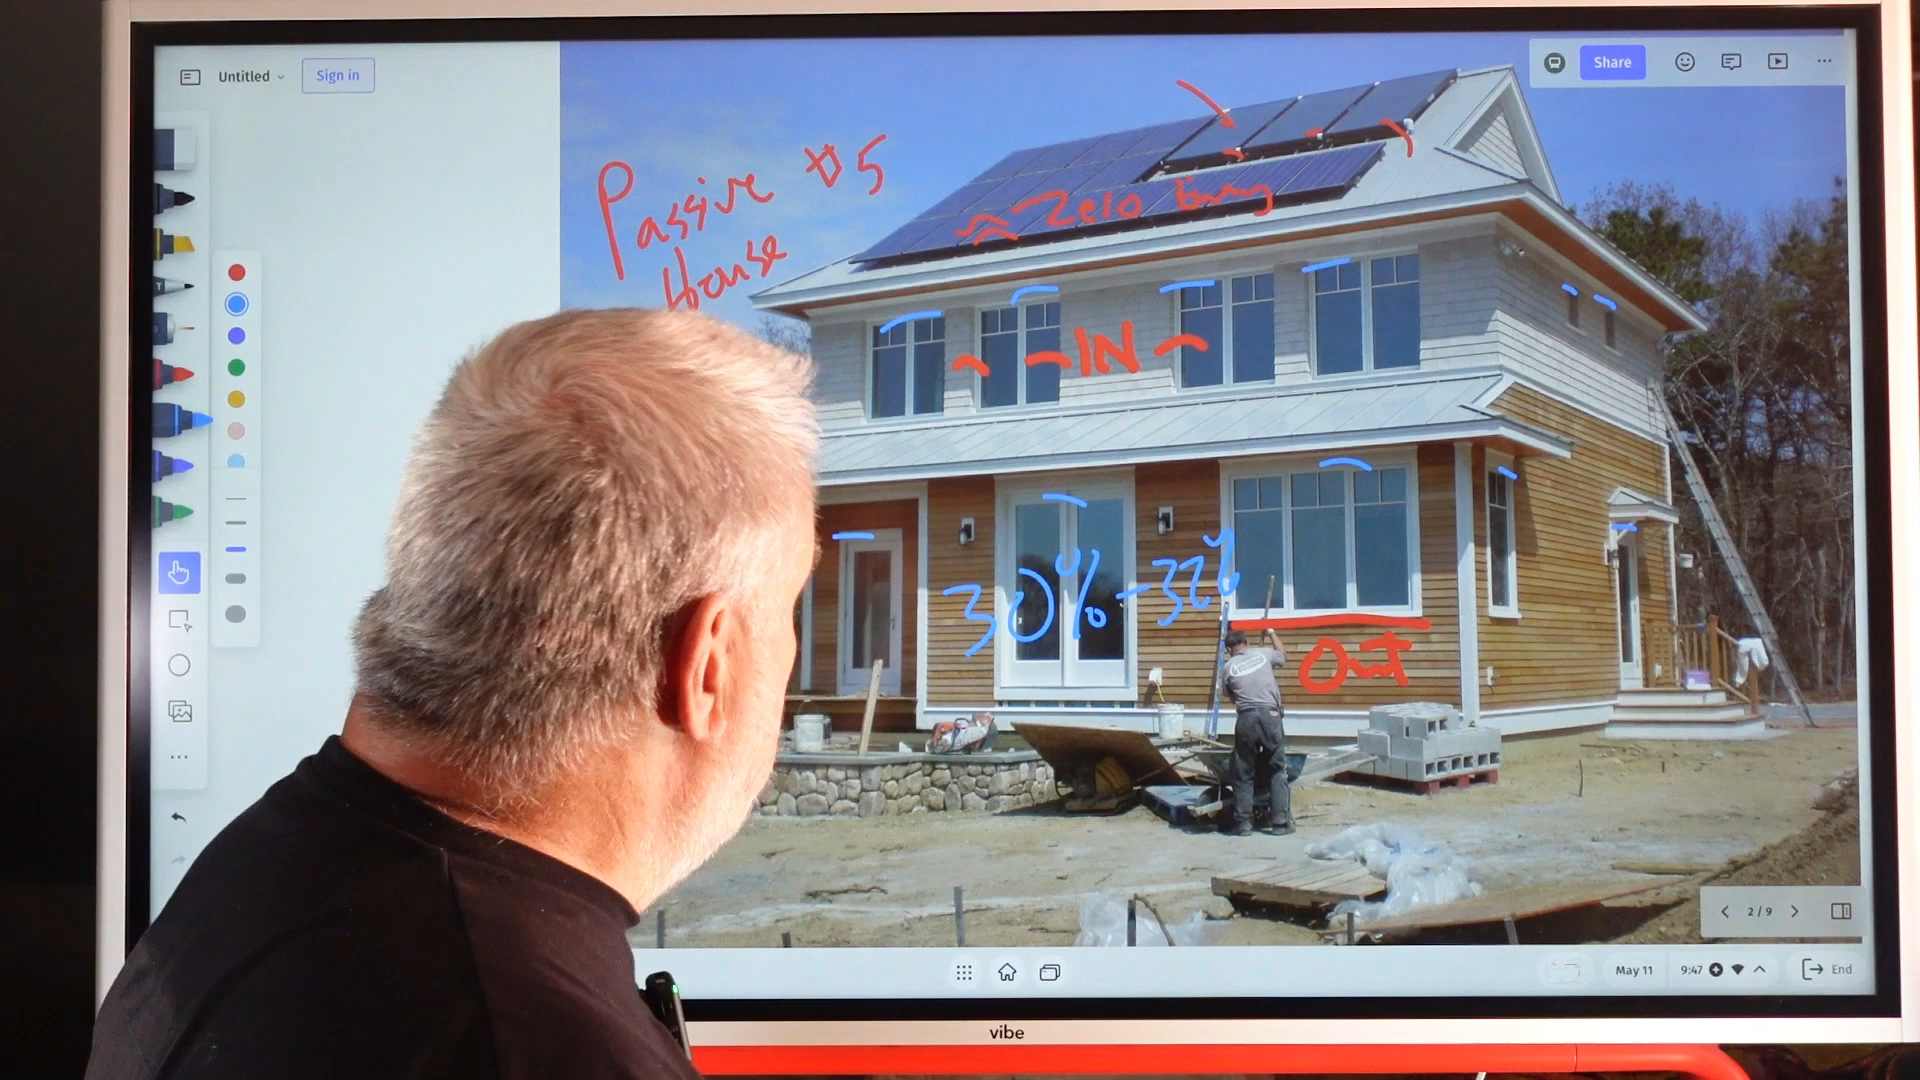 Untitled
Sign in
Share
Passive #5
House
≈ Zero Energy
IN
30% - 32%
Out
2 / 9
May 11
9:47
End
vibe